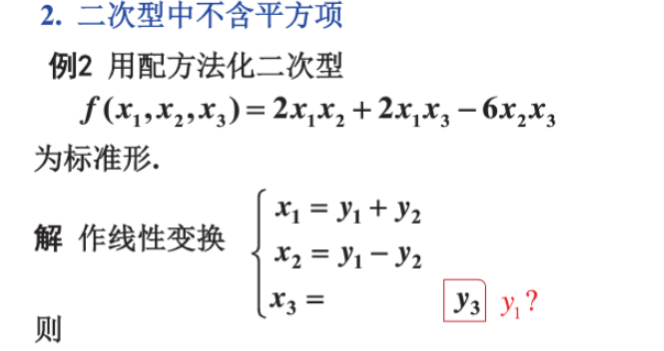 2. 二次型中不含平方项
例2 用配方法化二次型
f(x₁,x₂,x₃)=2x₁x₂+2x₁x₃−6x₂x₃
为标准形.
解 作线性变换
x₁ = y₁ + y₂
x₂ = y₁ − y₂
x₃ = y₃ y₁?
则